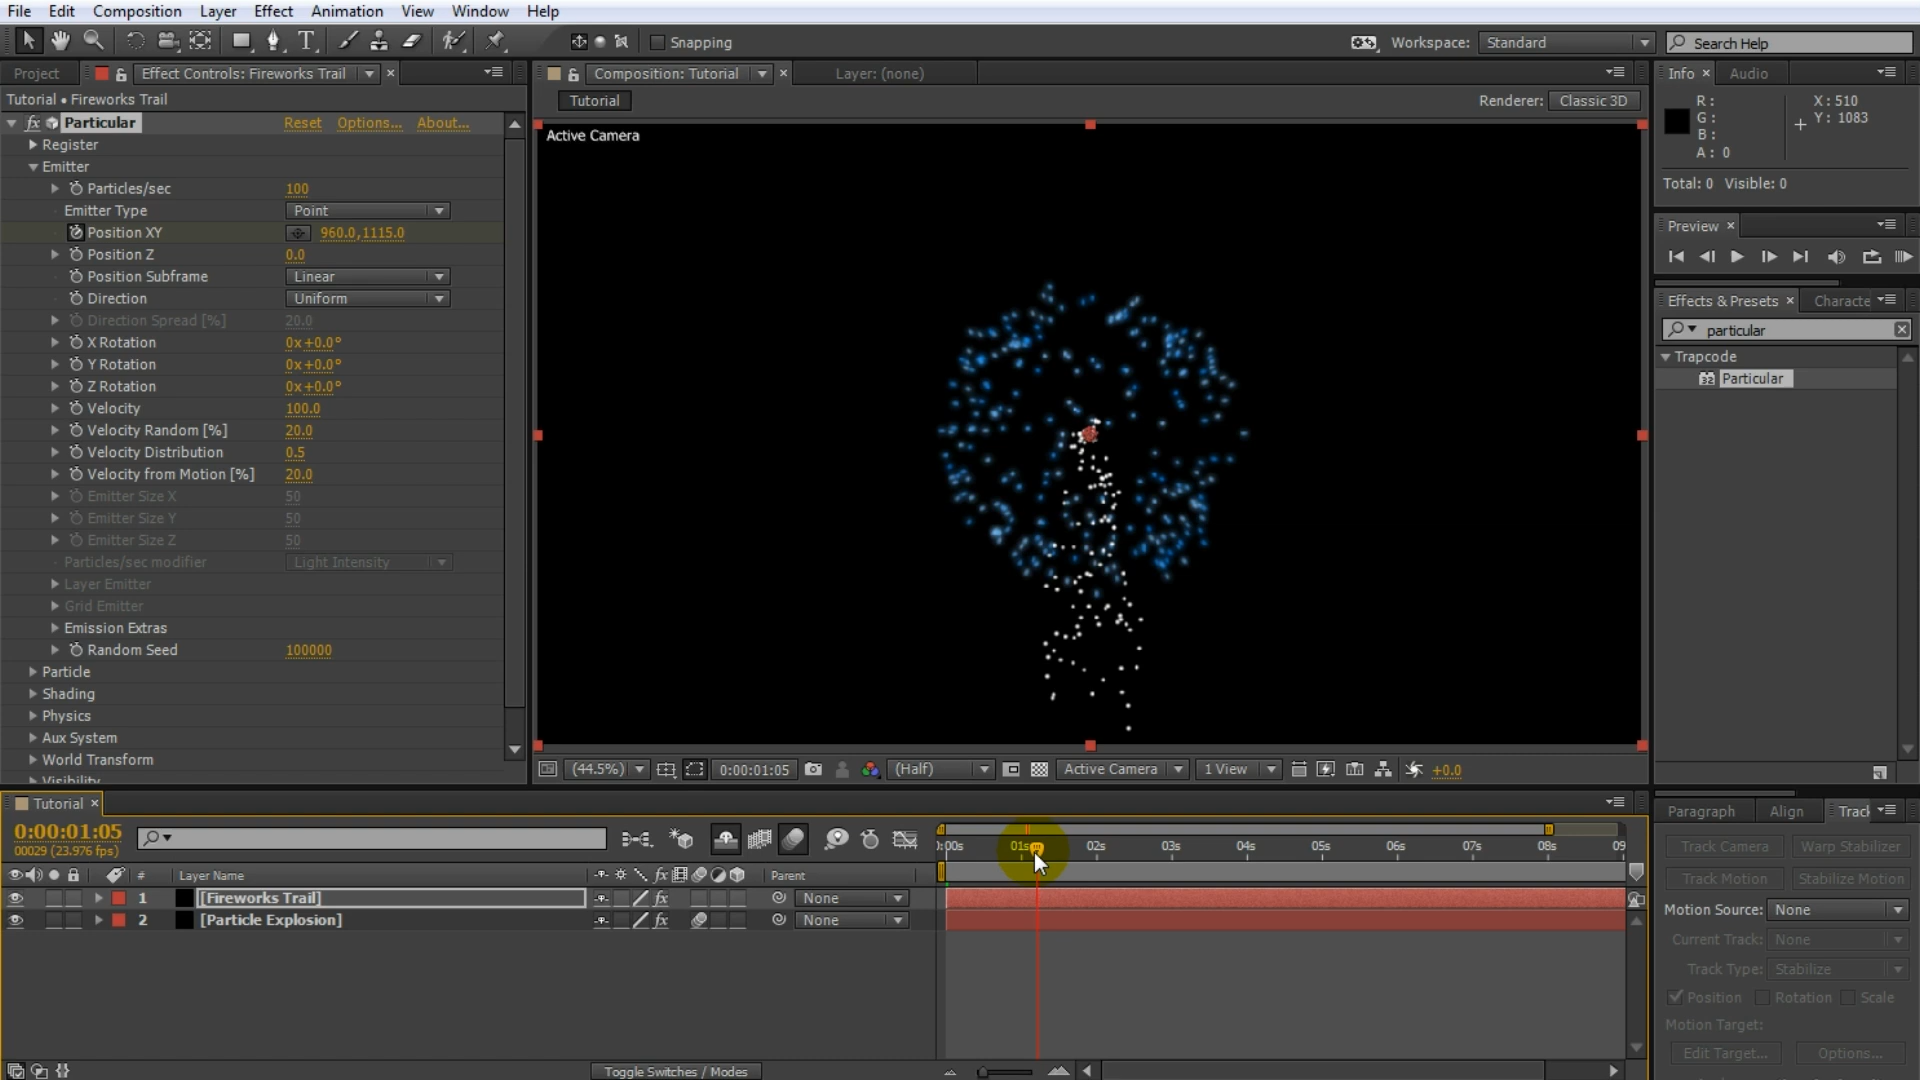 File Edit Composition Layer Effect Animation View Window Help
Snapping
Workspace: Standard
Search Help
Project
Effect Controls: Fireworks Trail
Composition: Tutorial
Layer: (none)
Info
Audio
Tutorial • Fireworks Trail
Tutorial
Renderer: Classic 3D
R:
G:
B:
A: 0
X: 510
Y: 1083
Total: 0 Visible: 0
fx Particular Reset Options... About...
Register
Emitter
Particles/sec 100
Emitter Type Point
Position XY 960.0,1115.0
Position Z 0.0
Position Subframe Linear
Direction Uniform
Direction Spread [%] 20.0
X Rotation 0x+0.0°
Y Rotation 0x+0.0°
Z Rotation 0x+0.0°
Velocity 100.0
Velocity Random [%] 20.0
Velocity Distribution 0.5
Velocity from Motion [%] 20.0
Emitter Size X 50
Emitter Size Y 50
Emitter Size Z 50
Particles/sec modifier Light Intensity
Layer Emitter
Grid Emitter
Emission Extras
Random Seed 100000
Particle
Shading
Physics
Aux System
World Transform
Visibility
Active Camera
(44.5%) 0:00:01:05 (Half) Active Camera 1 View +0.0
Preview
Effects & Presets
Characte
particular
Trapcode
32 Particular
Tutorial
0:00:01:05
00029 (23.976 fps)
):00s 01s 02s 03s 04s 05s 06s 07s 08s 09
# Layer Name fx Parent
1 [Fireworks Trail] fx None
2 [Particle Explosion] fx None
Toggle Switches / Modes
Paragraph
Align
Track
Track Camera
Warp Stabilizer
Track Motion
Stabilize Motion
Motion Source: None
Current Track: None
Track Type: Stabilize
Position Rotation Scale
Motion Target:
Edit Target...
Options...